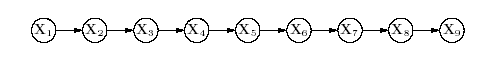 X₁ X₂ X₃ X₄ X₅ X₆ X₇ X₈ X₉